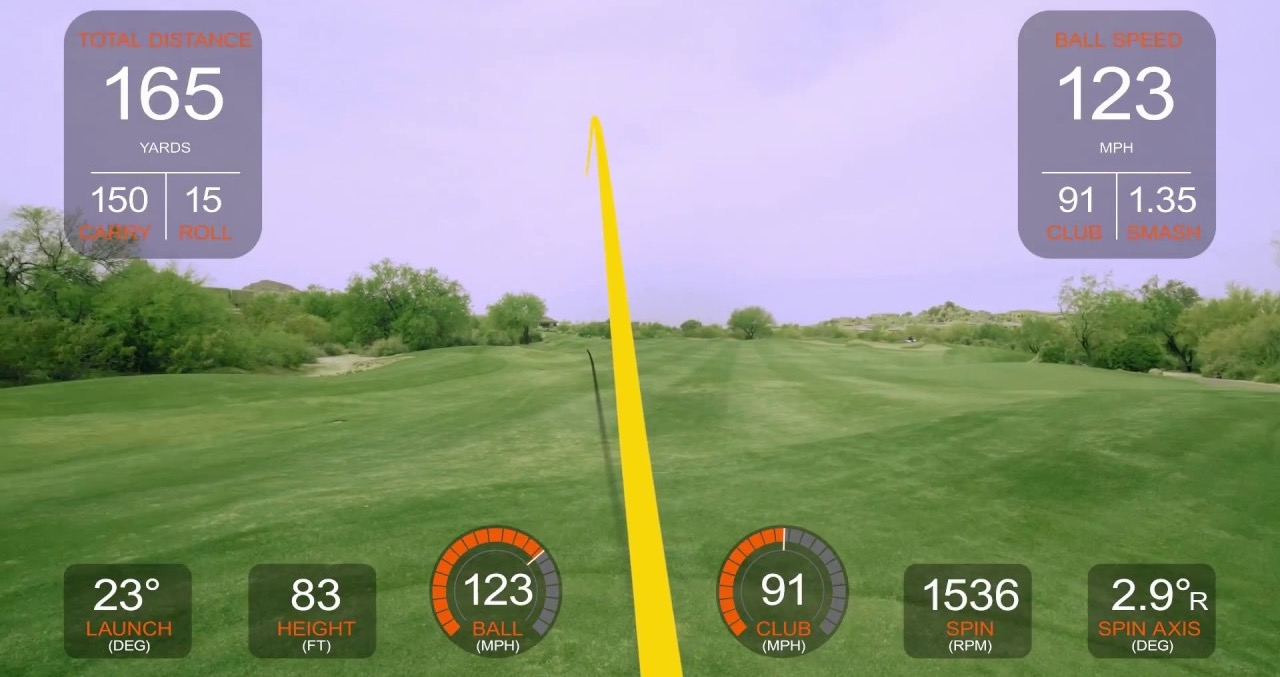 TOTAL DISTANCE
165
YARDS
150 15
CARRY ROLL
BALL SPEED
123
MPH
91 1.35
CLUB SMASH
23°
LAUNCH
(DEG)
83
HEIGHT
(FT)
123
BALL
(MPH)
91
CLUB
(MPH)
1536
SPIN
(RPM)
2.9°R
SPIN AXIS
(DEG)